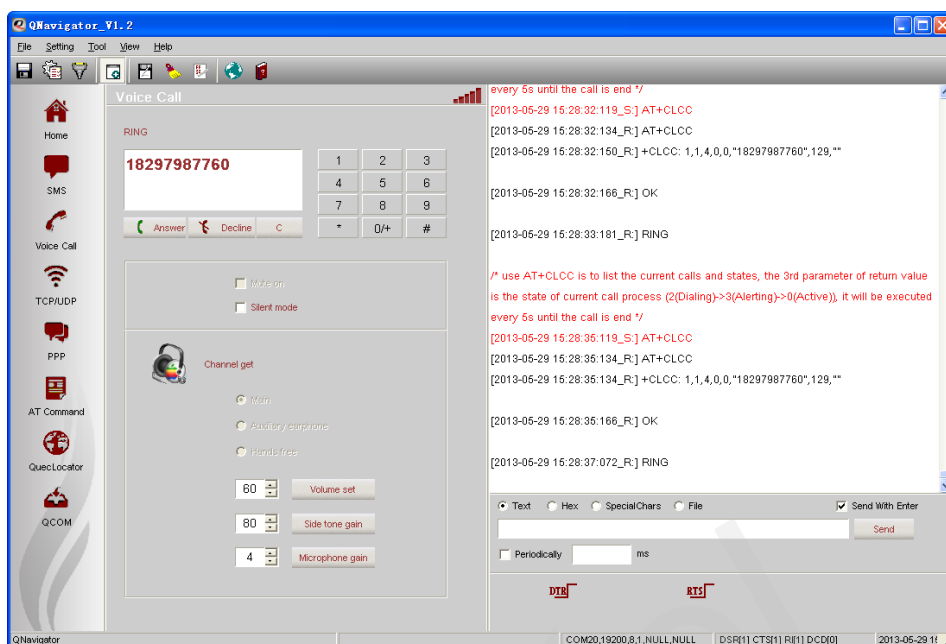 QNavigator_V1.2
File Setting Tool View Help
Home
SMS
Voice Call
TCP/UDP
PPP
AT Command
QuecLocator
QCOM
Voice Call
RING
18297987760
1 2 3
4 5 6
7 8 9
* 0/+ #
Answer Decline C
Mute on
Silent mode
Channel get
Main
Auxiliary earphone
Hands free
60 Volume set
80 Side tone gain
4 Microphone gain
every 5s until the call is end */
[2013-05-29 15:28:32:119_S:] AT+CLCC
[2013-05-29 15:28:32:134_R:] AT+CLCC
[2013-05-29 15:28:32:150_R:] +CLCC: 1,1,4,0,0,"18297987760",129,""
[2013-05-29 15:28:32:166_R:] OK
[2013-05-29 15:28:33:181_R:] RING
/* use AT+CLCC is to list the current calls and states, the 3rd parameter of return value
is the state of current call process (2(Dialing)->3(Alerting)->0(Active)), it will be executed
every 5s until the call is end */
[2013-05-29 15:28:35:119_S:] AT+CLCC
[2013-05-29 15:28:35:134_R:] AT+CLCC
[2013-05-29 15:28:35:134_R:] +CLCC: 1,1,4,0,0,"18297987760",129,""
[2013-05-29 15:28:35:166_R:] OK
[2013-05-29 15:28:37:072_R:] RING
Text Hex SpecialChars File Send With Enter
Send
Periodically ms
DTR RTS
QNavigator COM20,19200,8,1,NULL,NULL DSR[1] CTS[1] RI[1] DCD[0] 2013-05-29